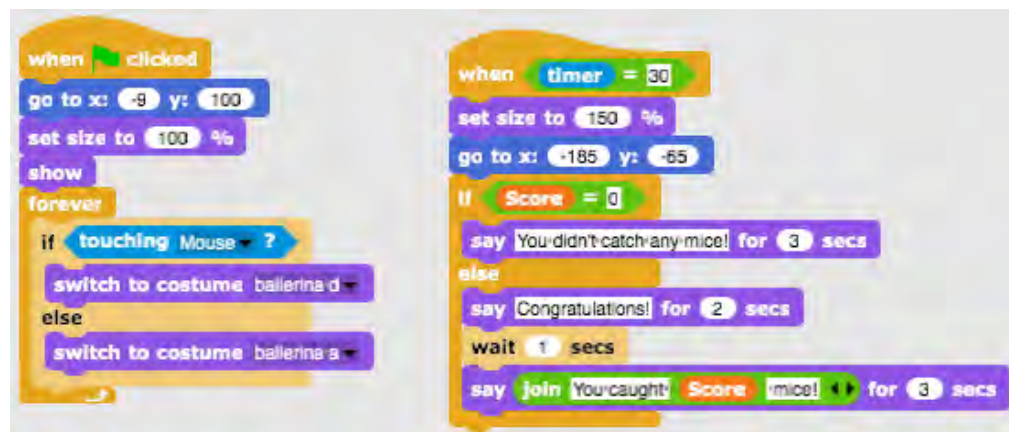 when clicked
go to x: -9 y: 100
set size to 100 %
show
forever
if touching Mouse ?
switch to costume ballerina d
else
switch to costume ballerina a
when timer = 30
set size to 150 %
go to x: -185 y: -65
if Score = 0
say You didn't catch any mice! for 3 secs
else
say Congratulations! for 2 secs
wait 1 secs
say join You caught Score mice! for 3 secs